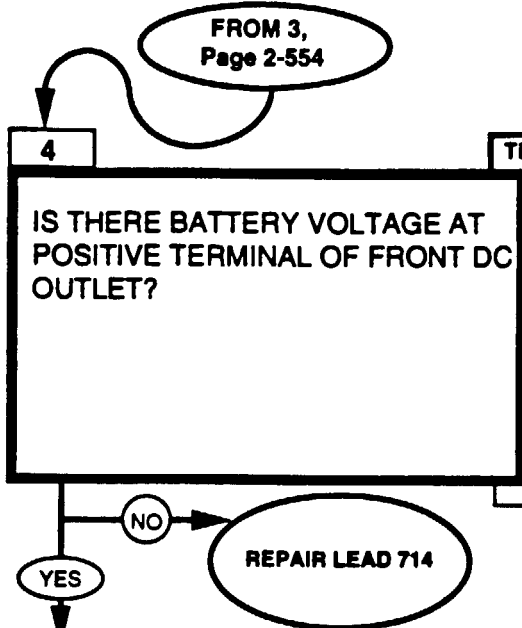 FROM 3,
Page 2-554
4
IS THERE BATTERY VOLTAGE AT
POSITIVE TERMINAL OF FRONT DC
OUTLET?
NO
REPAIR LEAD 714
YES